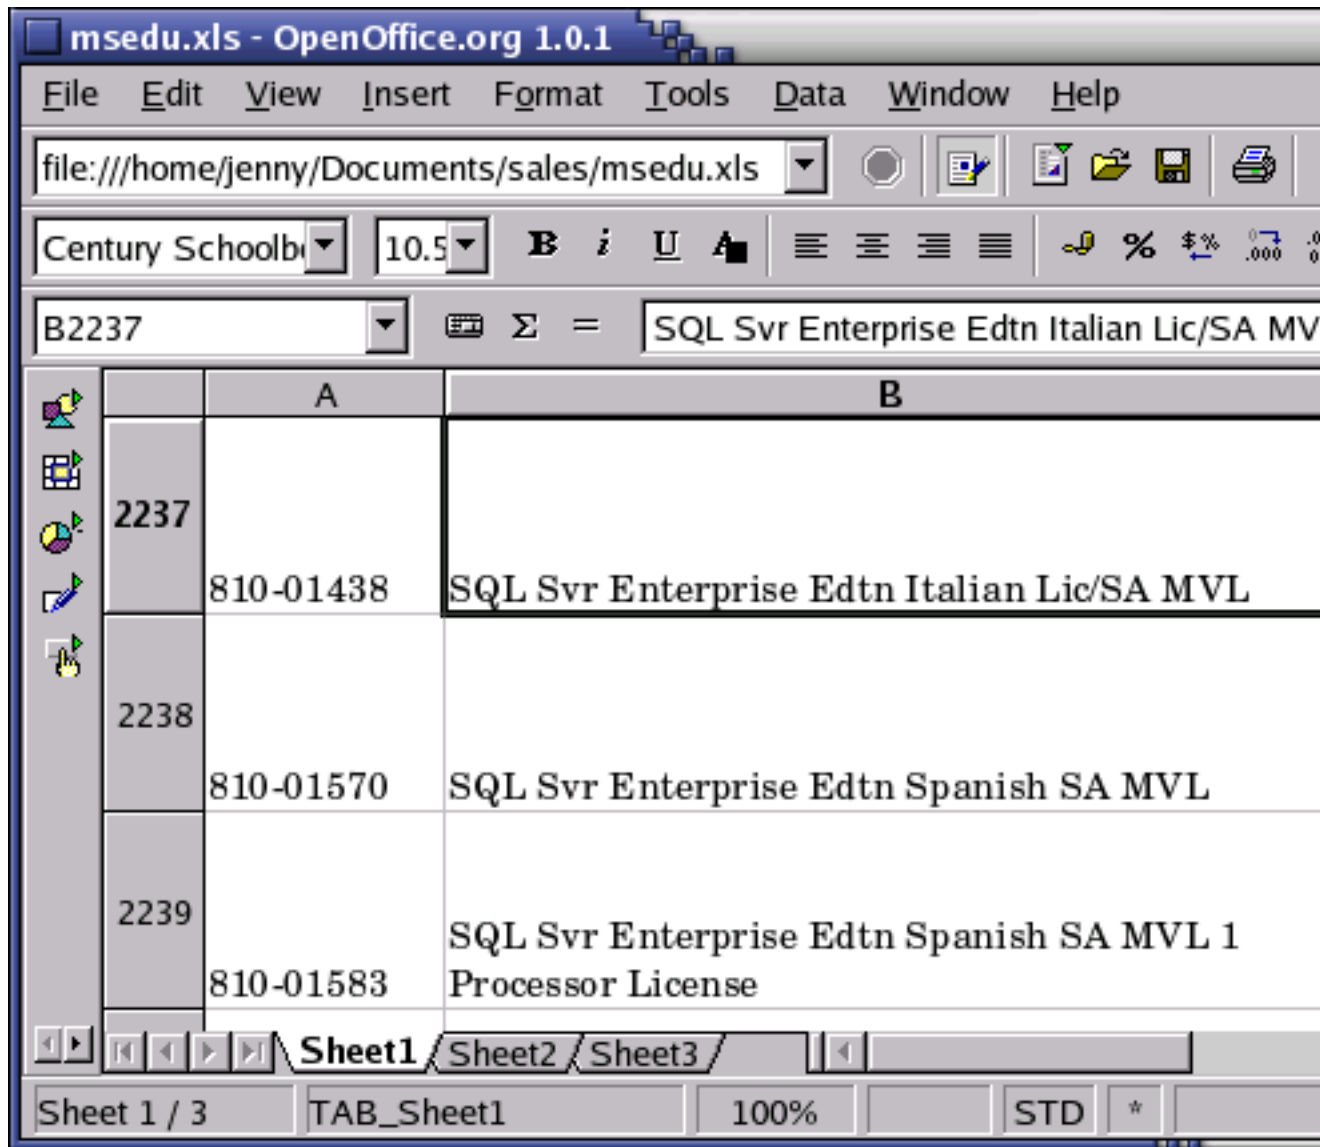 msedu.xls - OpenOffice.org 1.0.1
File Edit View Insert Format Tools Data Window Help
file:///home/jenny/Documents/sales/msedu.xls
Century Schoolb 10.5 B i U A % $% .000
B2237 Σ = SQL Svr Enterprise Edtn Italian Lic/SA MV
A B
2237 810-01438 SQL Svr Enterprise Edtn Italian Lic/SA MVL
2238 810-01570 SQL Svr Enterprise Edtn Spanish SA MVL
2239 810-01583 SQL Svr Enterprise Edtn Spanish SA MVL 1
Processor License
Sheet1 Sheet2 Sheet3
Sheet 1 / 3 TAB_Sheet1 100% STD *